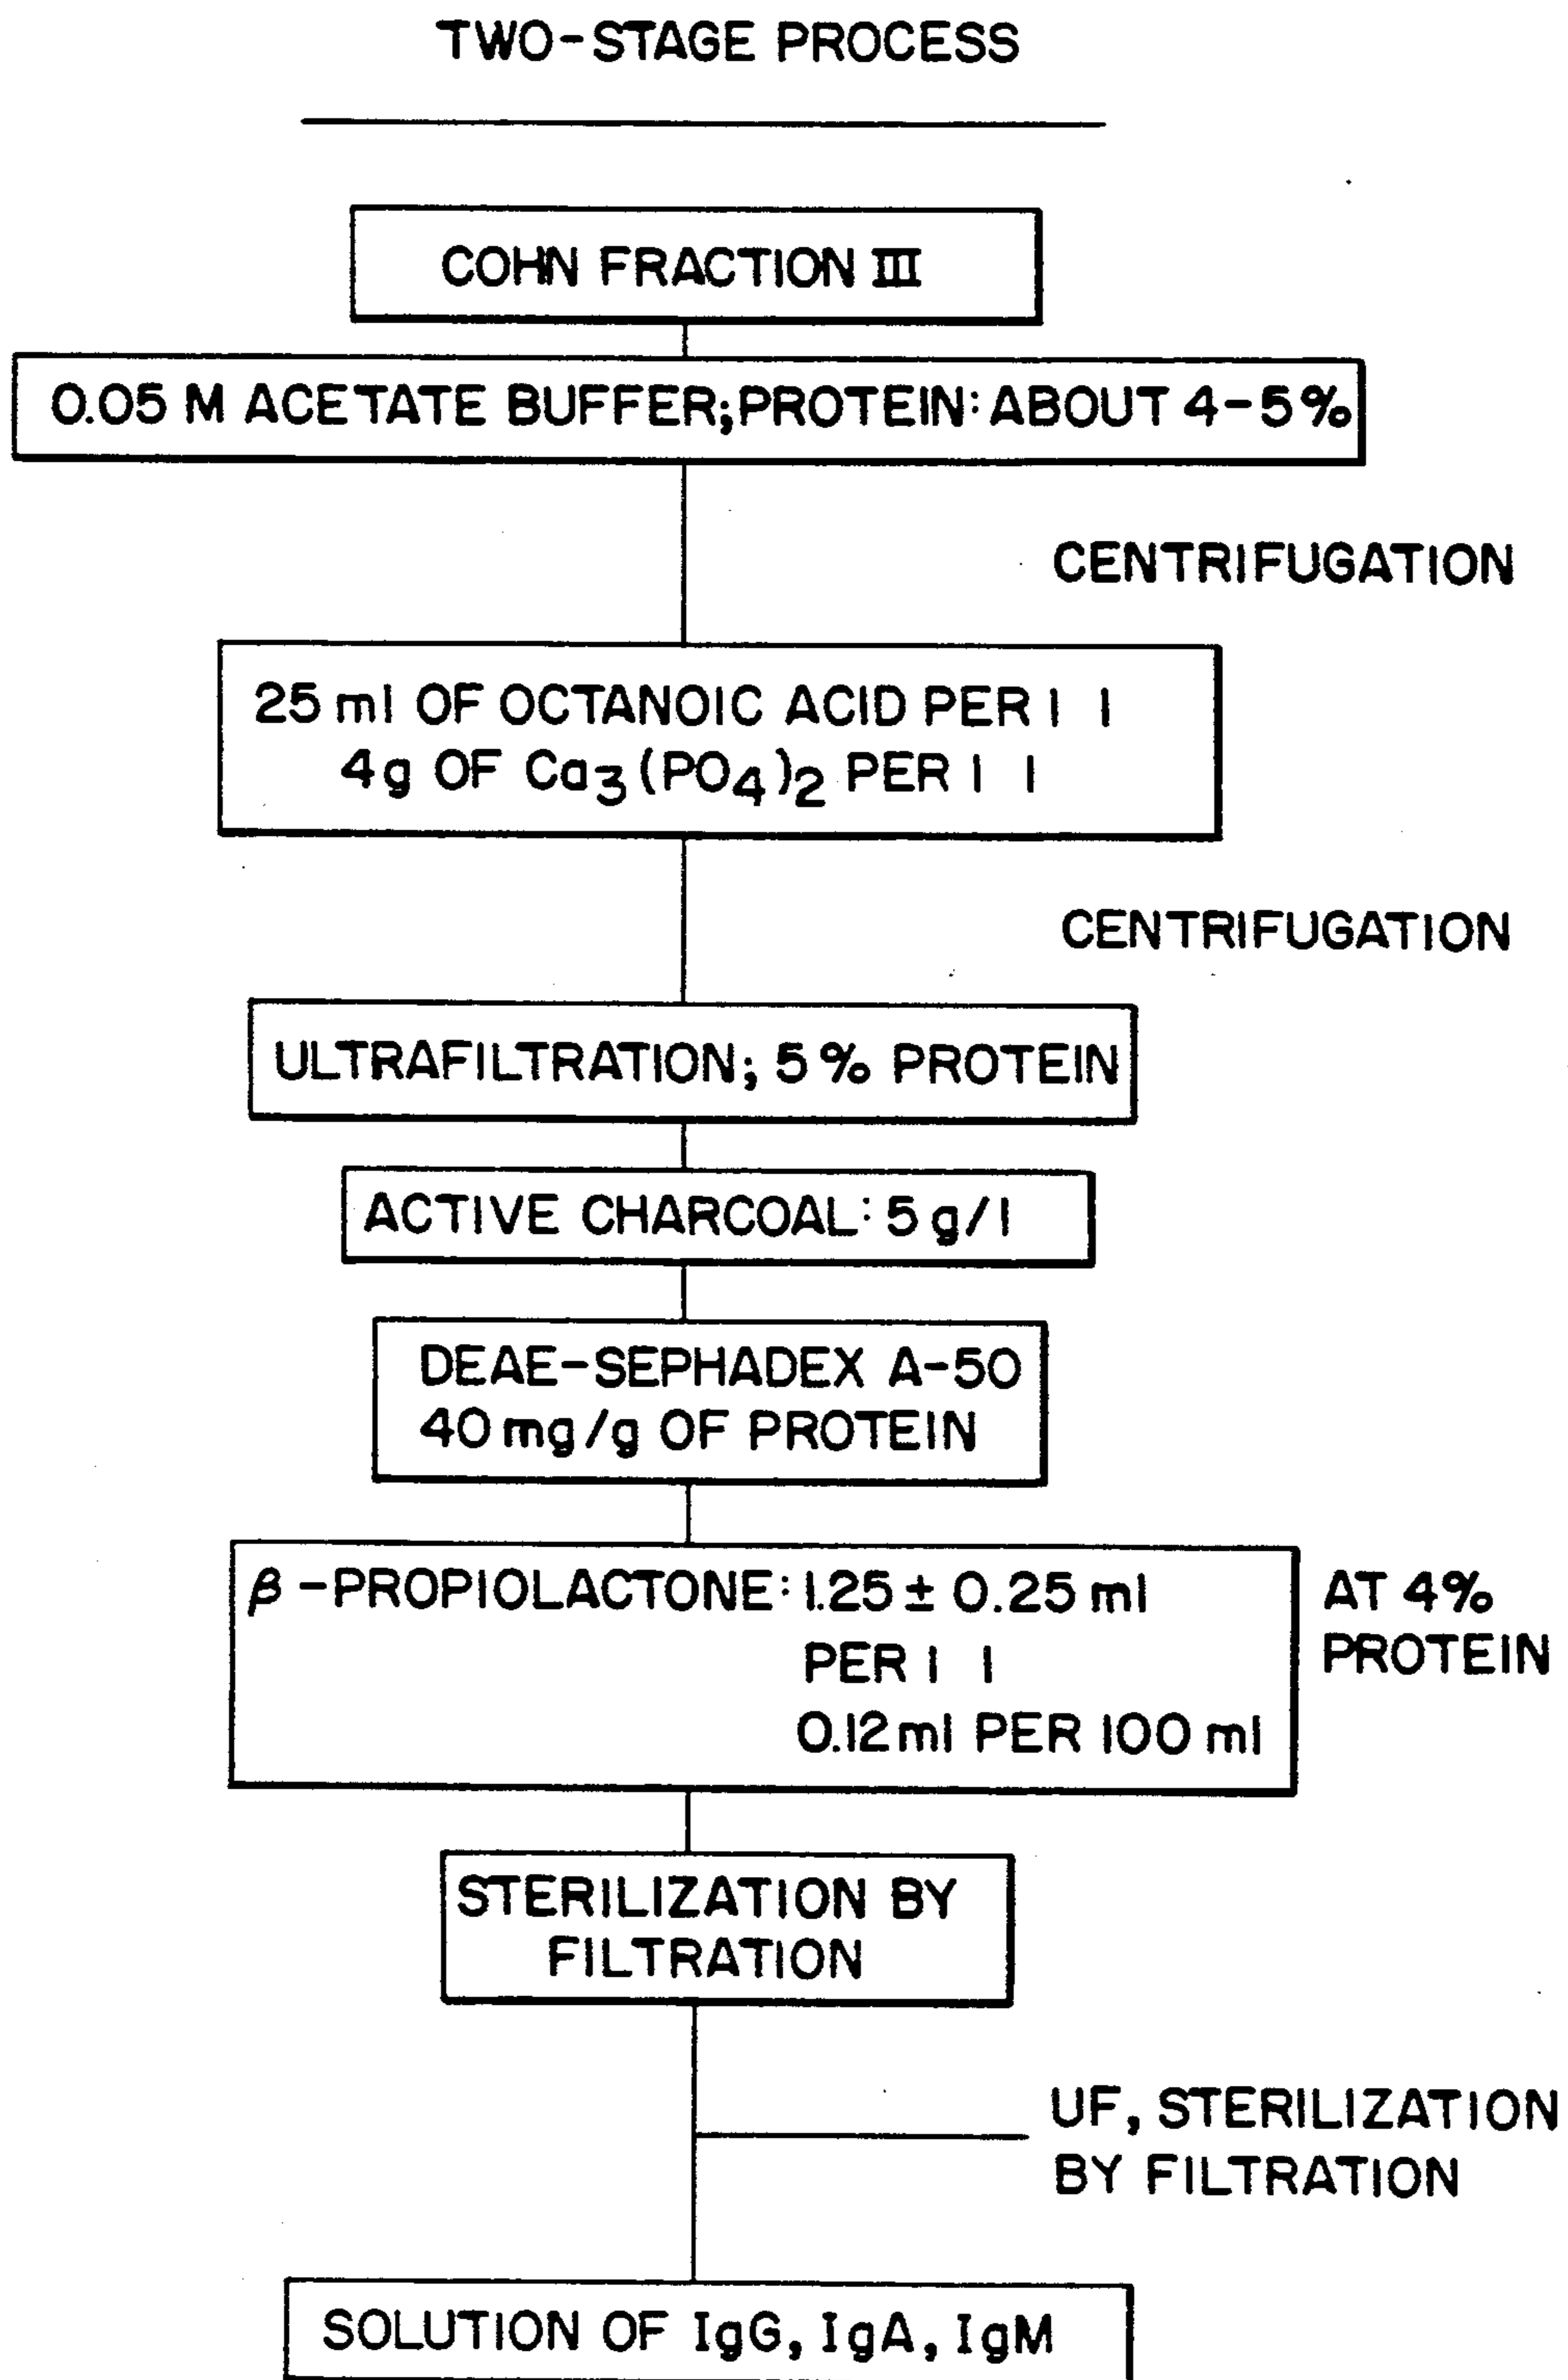 TWO-STAGE PROCESS
COHN FRACTION III
0.05 M ACETATE BUFFER; PROTEIN: ABOUT 4-5%
CENTRIFUGATION
25 ml OF OCTANOIC ACID PER 1 l
4g OF Ca3(PO4)2 PER 1 l
CENTRIFUGATION
ULTRAFILTRATION; 5% PROTEIN
ACTIVE CHARCOAL: 5 g/l
DEAE-SEPHADEX A-50
40 mg/g OF PROTEIN
β-PROPIOLACTONE: 1.25 ± 0.25 ml
PER 1 l
0.12 ml PER 100 ml
AT 4%
PROTEIN
STERILIZATION BY
FILTRATION
UF, STERILIZATION
BY FILTRATION
SOLUTION OF IgG, IgA, IgM